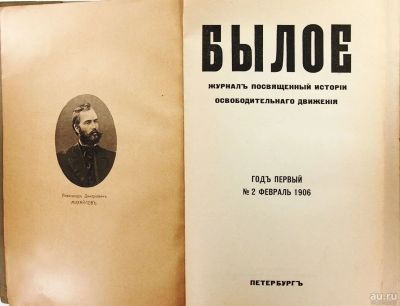 Александръ Дмитріевичъ
МИХАЙЛОВЪ.
БЫЛОЕ
ЖУРНАЛЪ ПОСВЯЩЕННЫЙ ИСТОРІИ
ОСВОБОДИТЕЛЬНАГО ДВИЖЕНІЯ
ГОДЪ ПЕРВЫЙ
№ 2 ФЕВРАЛЬ 1906
ПЕТЕРБУРГЪ
au.ru